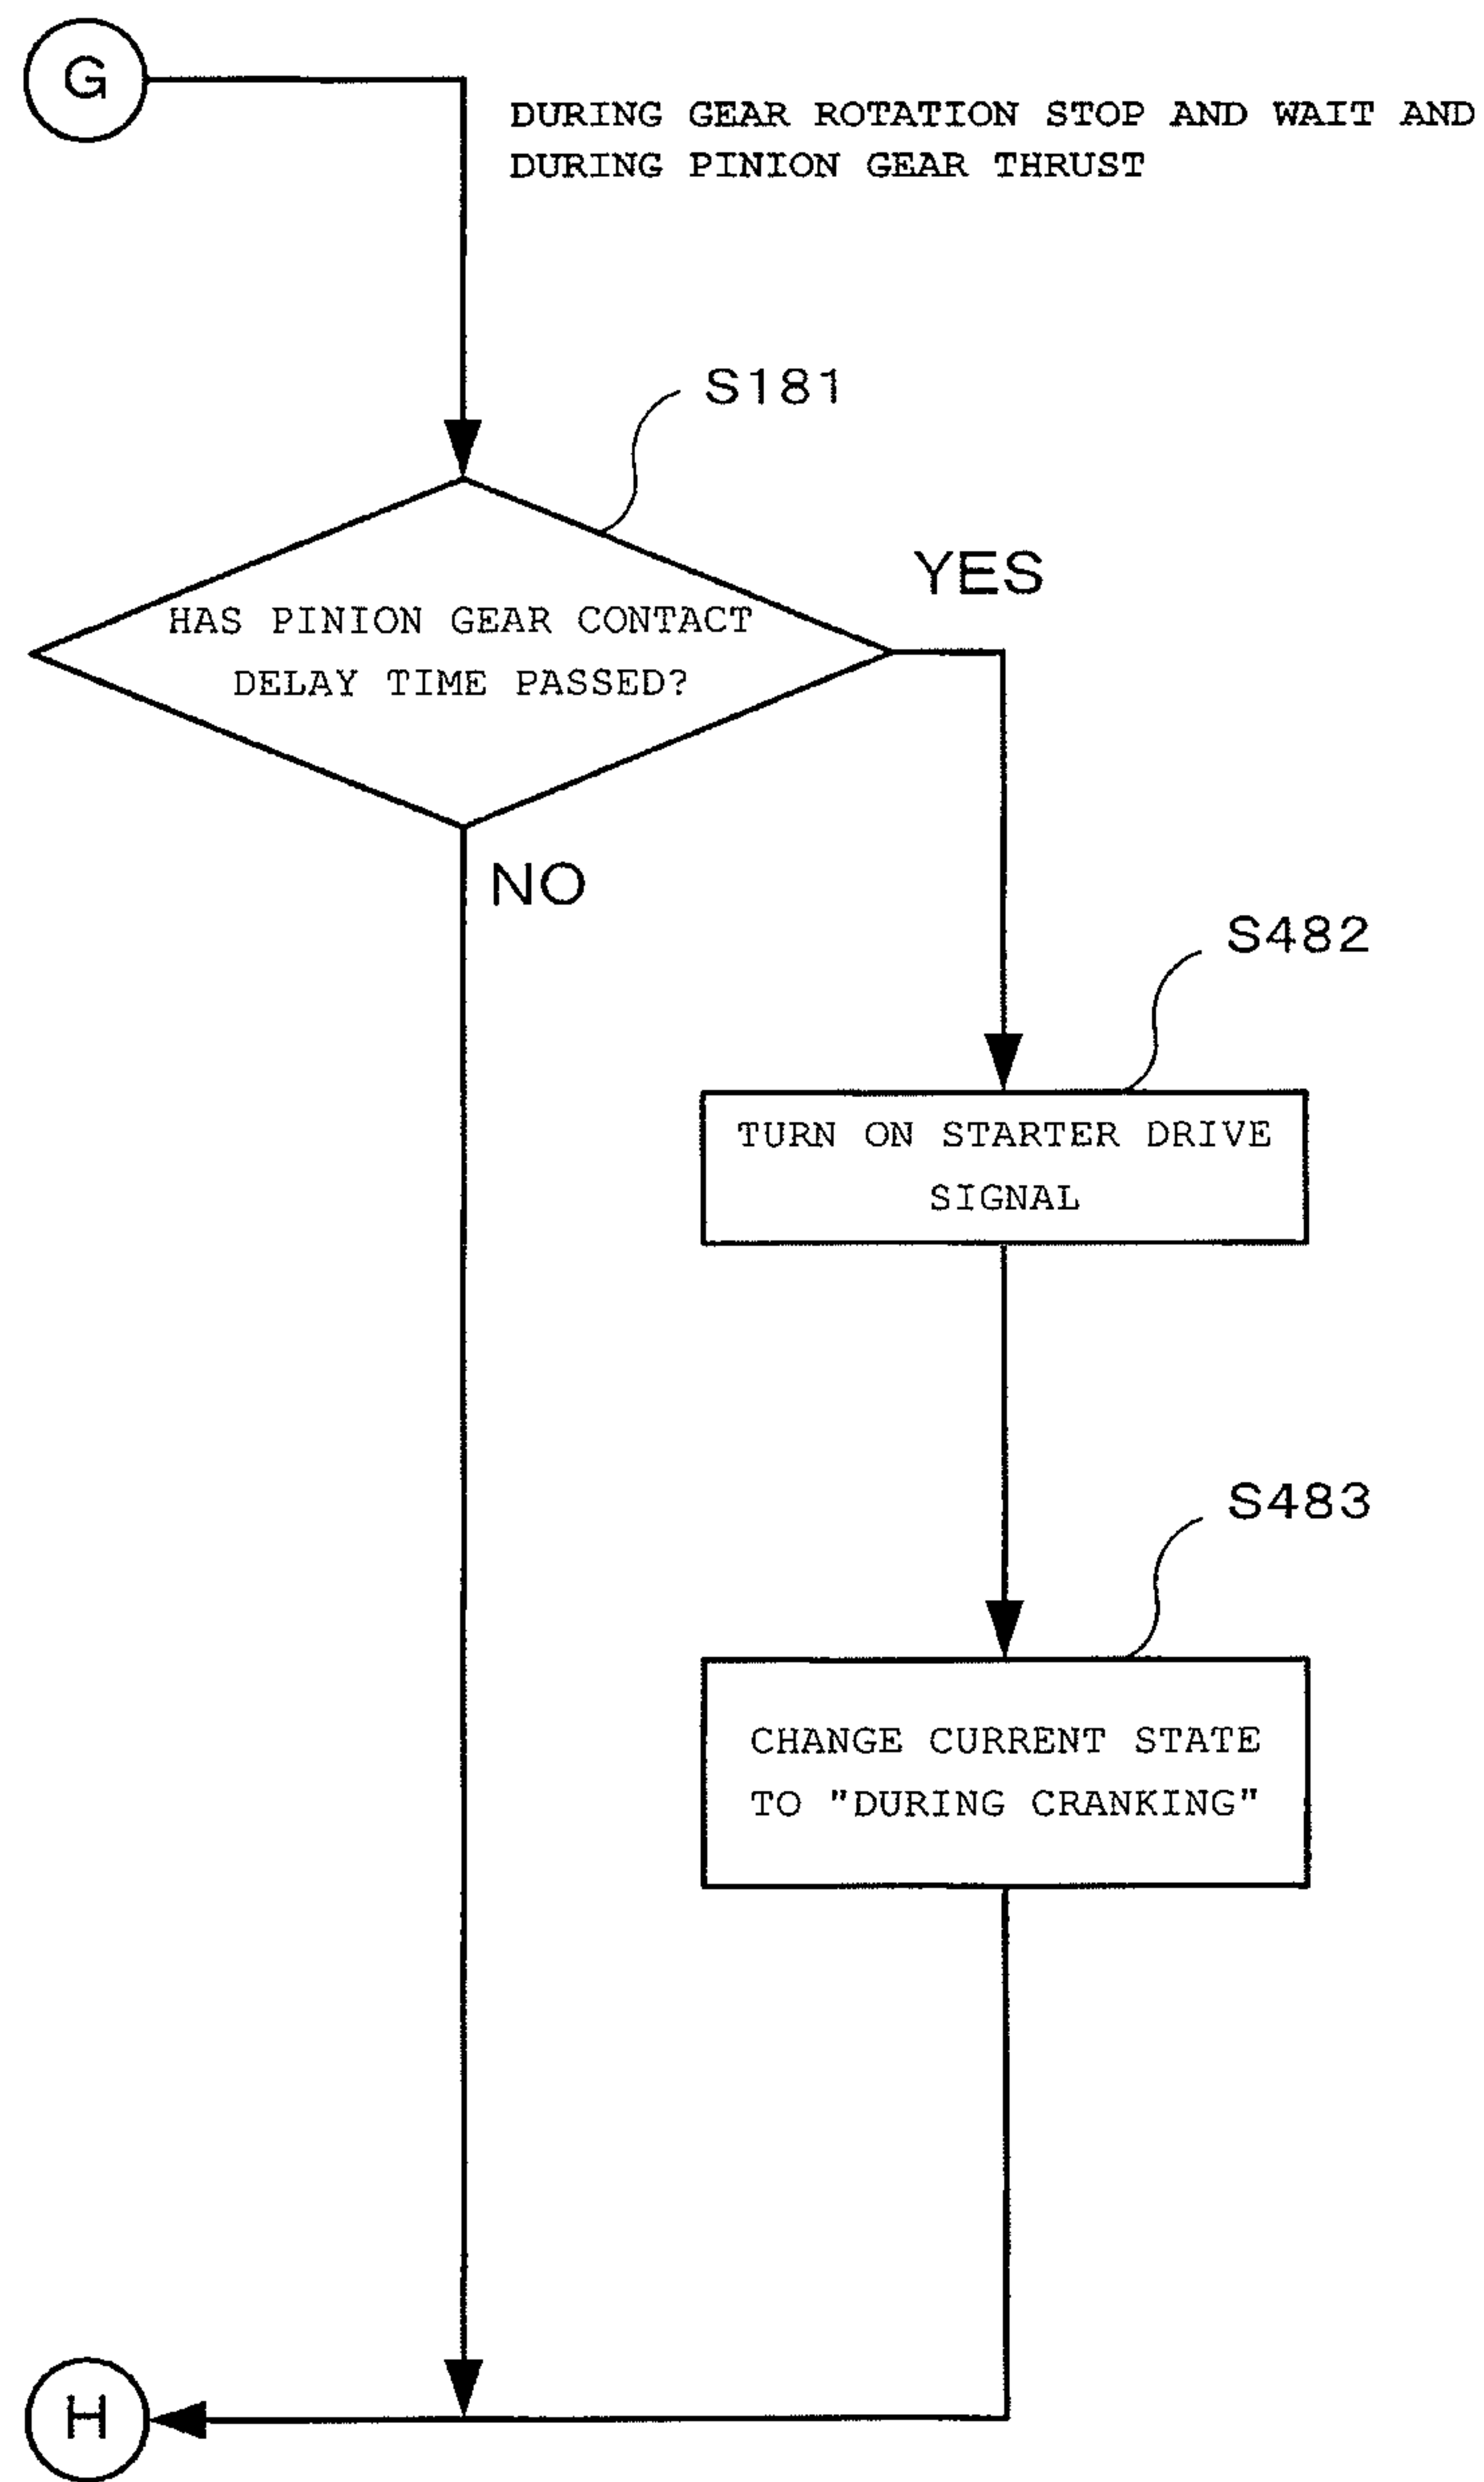 G
DURING GEAR ROTATION STOP AND WAIT AND
DURING PINION GEAR THRUST
S181
HAS PINION GEAR CONTACT
DELAY TIME PASSED?
YES
NO
S482
TURN ON STARTER DRIVE
SIGNAL
S483
CHANGE CURRENT STATE
TO "DURING CRANKING"
H